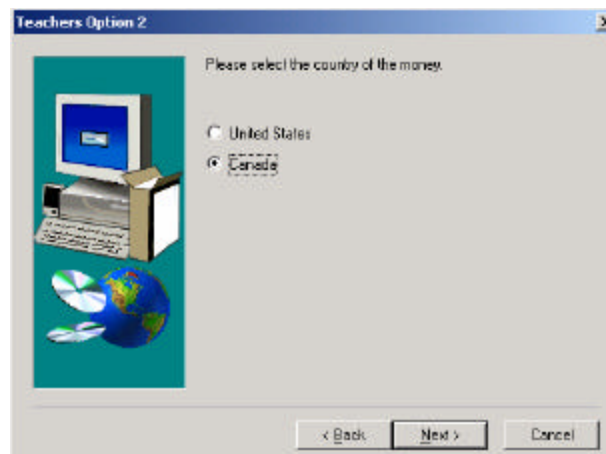 Teachers Option 2
Please select the country of the money.
United States
Canada
< Back
Next >
Cancel